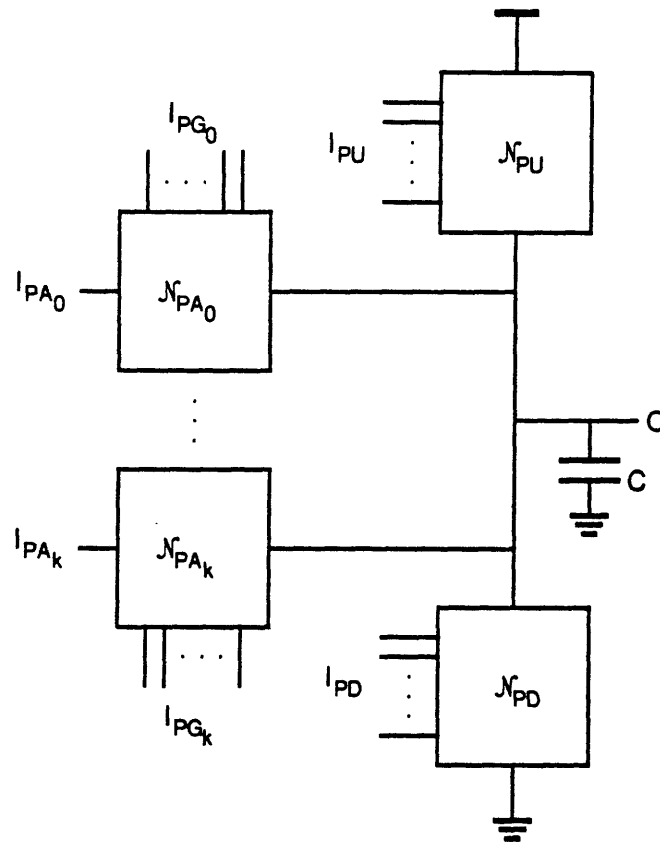 I_PG_0
I_PU
𝒩_PU
I_PA_0
𝒩_PA_0
O
C
I_PA_k
𝒩_PA_k
I_PD
𝒩_PD
I_PG_k